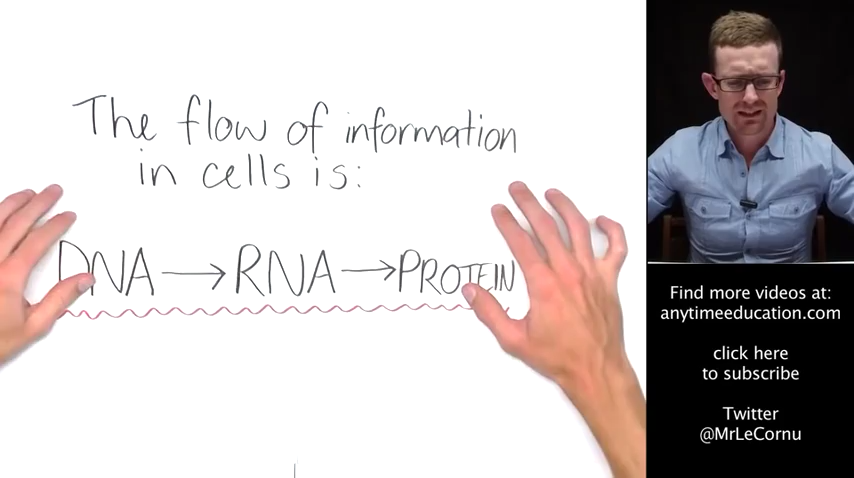 The flow of information
in cells is:
DNA → RNA → PROTEIN
Find more videos at:
anytimeeducation.com
click here
to subscribe
Twitter
@MrLeCornu